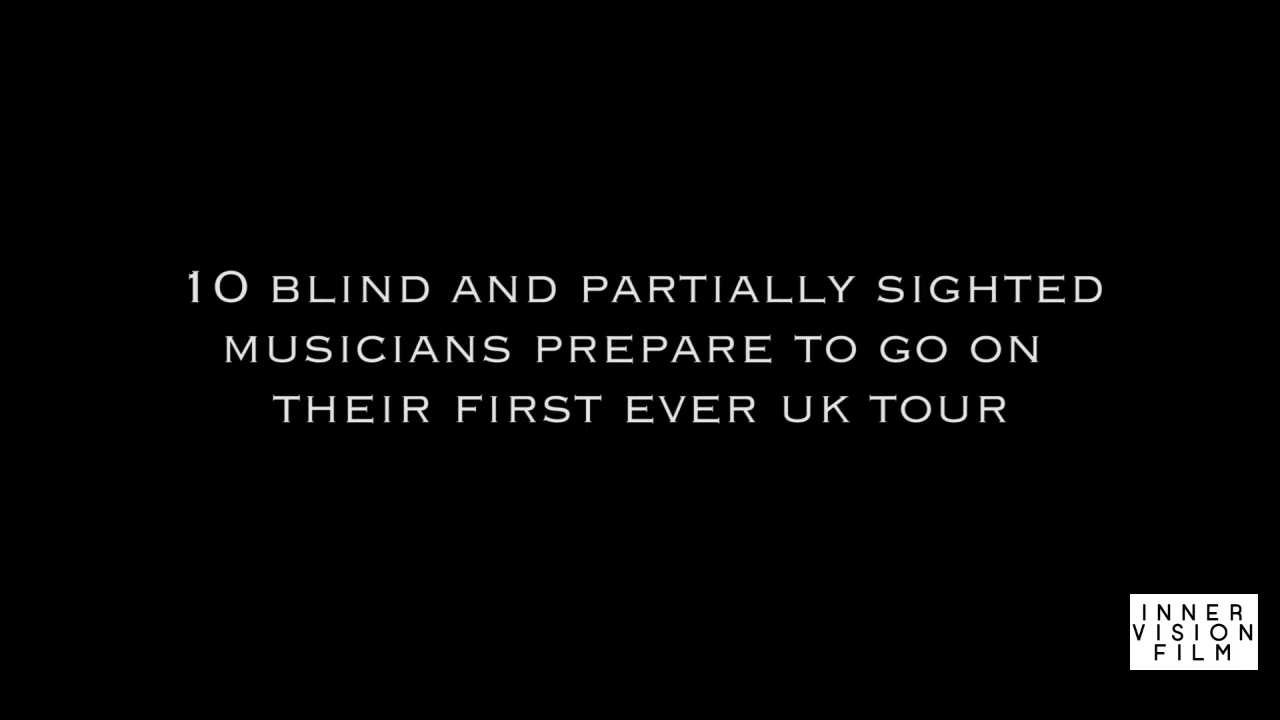 10 BLIND AND PARTIALLY SIGHTED
MUSICIANS PREPARE TO GO ON
THEIR FIRST EVER UK TOUR
INNER
VISION
FILM